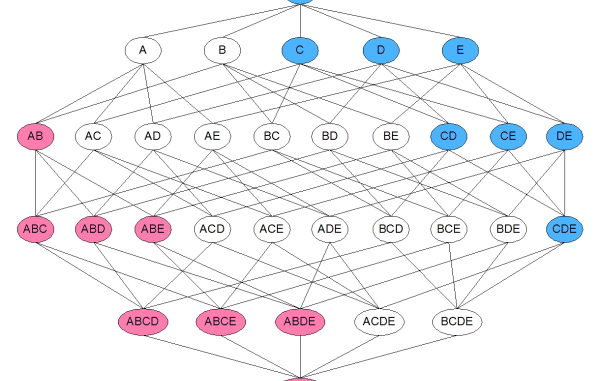 A B C D E
AB AC AD AE BC BD BE CD CE DE
ABC ABD ABE ACD ACE ADE BCD BCE BDE CDE
ABCD ABCE ABDE ACDE BCDE